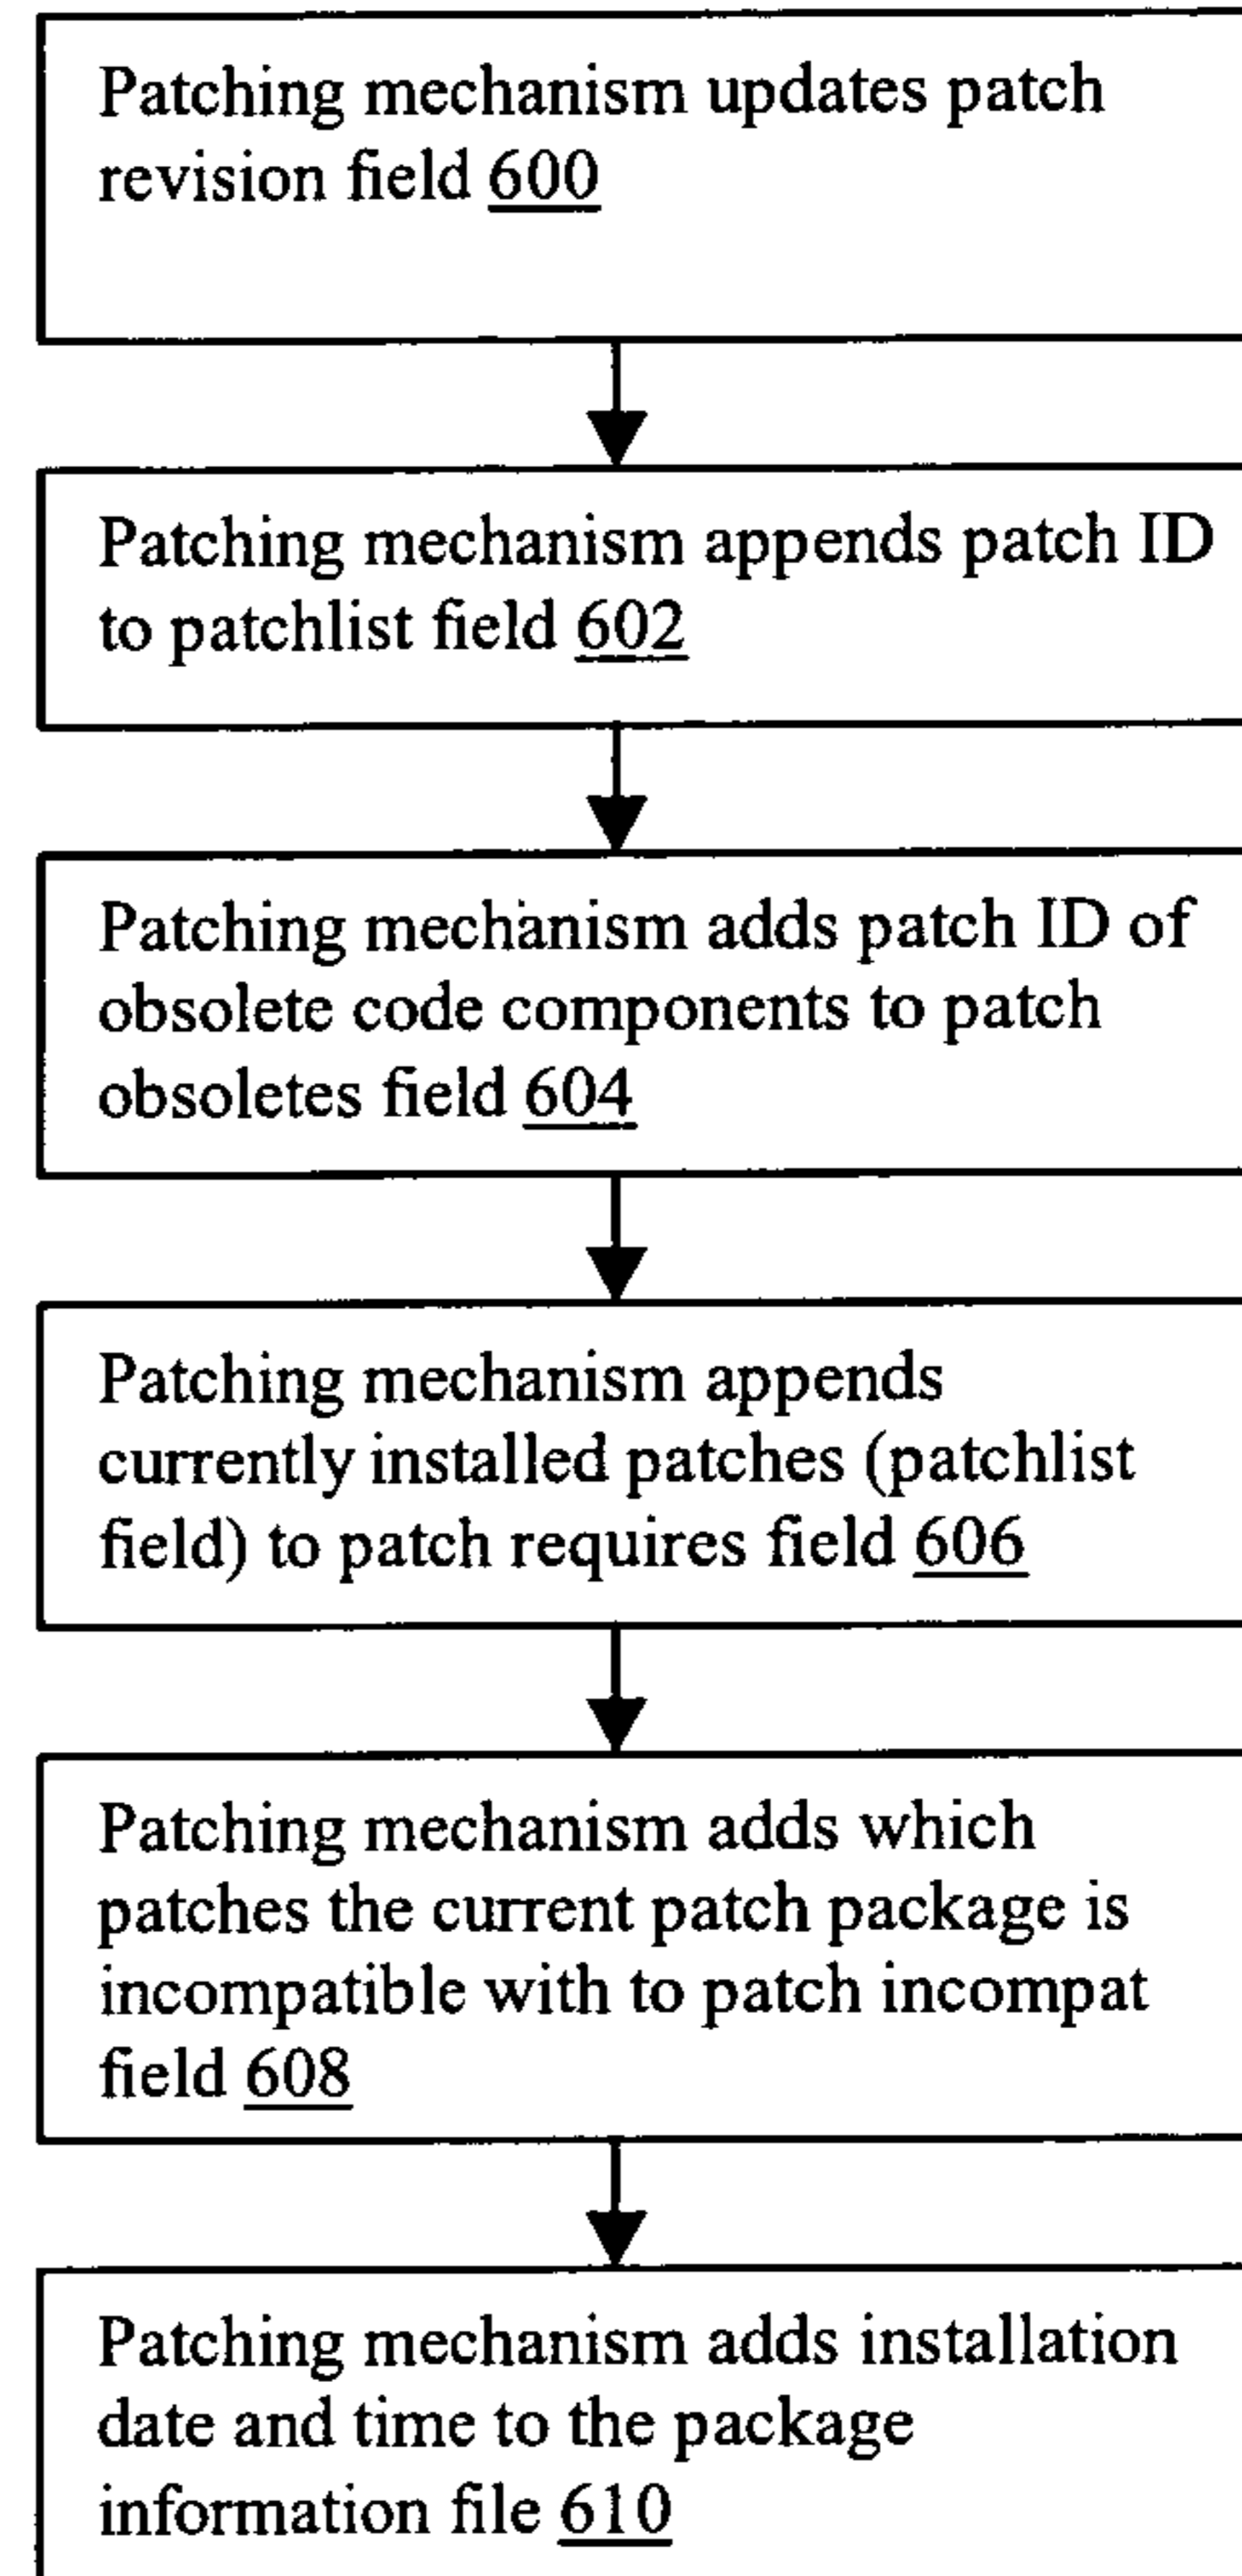 Patching mechanism updates patch
revision field 600
Patching mechanism appends patch ID
to patchlist field 602
Patching mechanism adds patch ID of
obsolete code components to patch
obsoletes field 604
Patching mechanism appends
currently installed patches (patchlist
field) to patch requires field 606
Patching mechanism adds which
patches the current patch package is
incompatible with to patch incompat
field 608
Patching mechanism adds installation
date and time to the package
information file 610